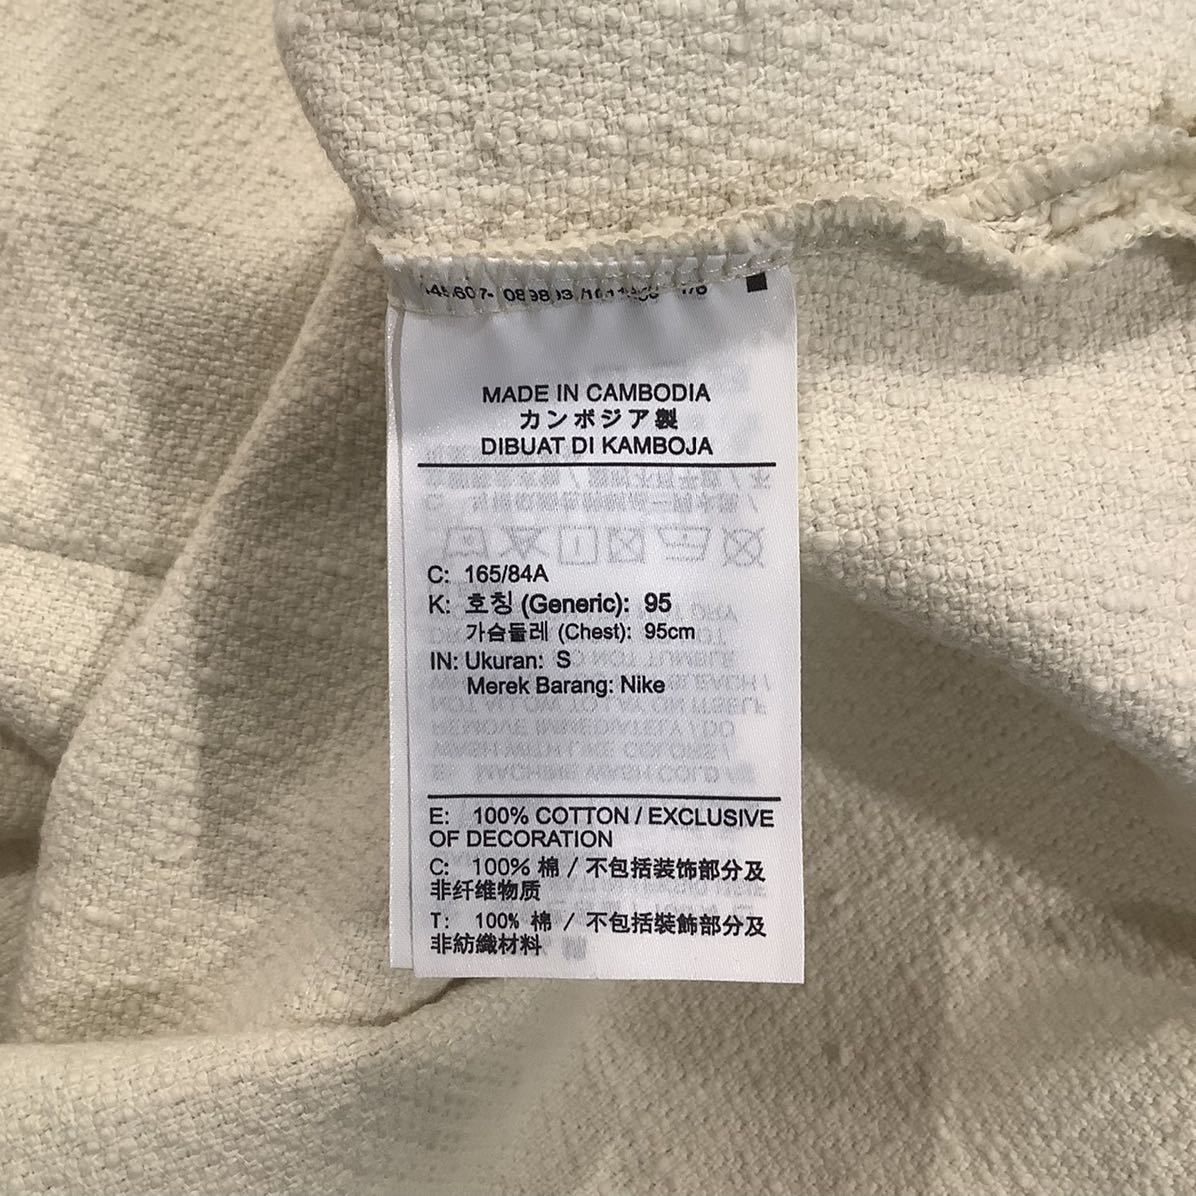 MADE IN CAMBODIA
カンボジア製
DIBUAT DI KAMBOJA
C: 165/84A
K: 호칭 (Generic): 95
가슴둘레 (Chest): 95cm
IN: Ukuran: S
Merek Barang: Nike
E: 100% COTTON / EXCLUSIVE
OF DECORATION
C: 100% 棉 / 不包括装饰部分及
非纤维物质
T: 100% 棉 / 不包括裝飾部分及
非紡織材料